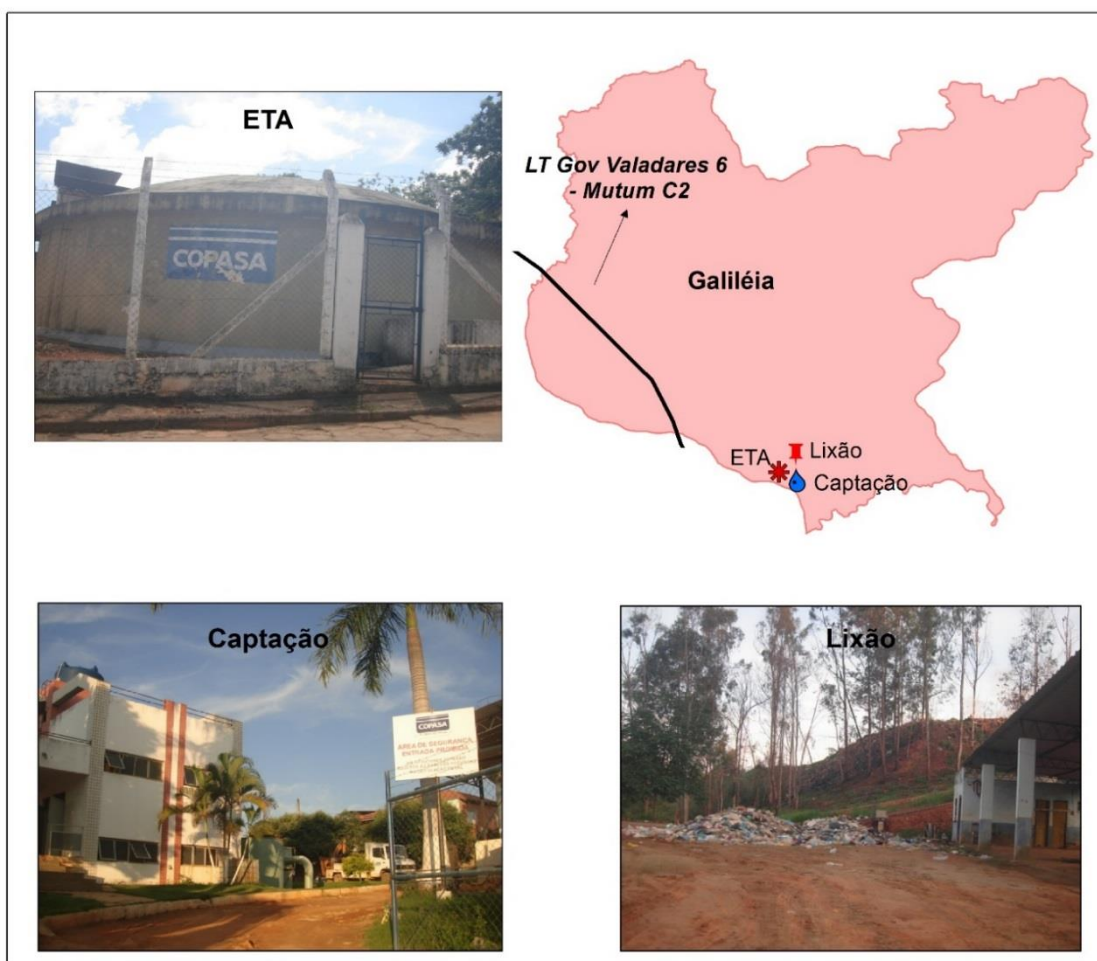 ETA
COPASA
LT Gov Valadares 6
- Mutum C2
Galiléia
ETA
Lixão
Captação
Captação
COPASA
ÁREA DE SEGURANÇA
ENTRADA PROIBIDA
Lixão